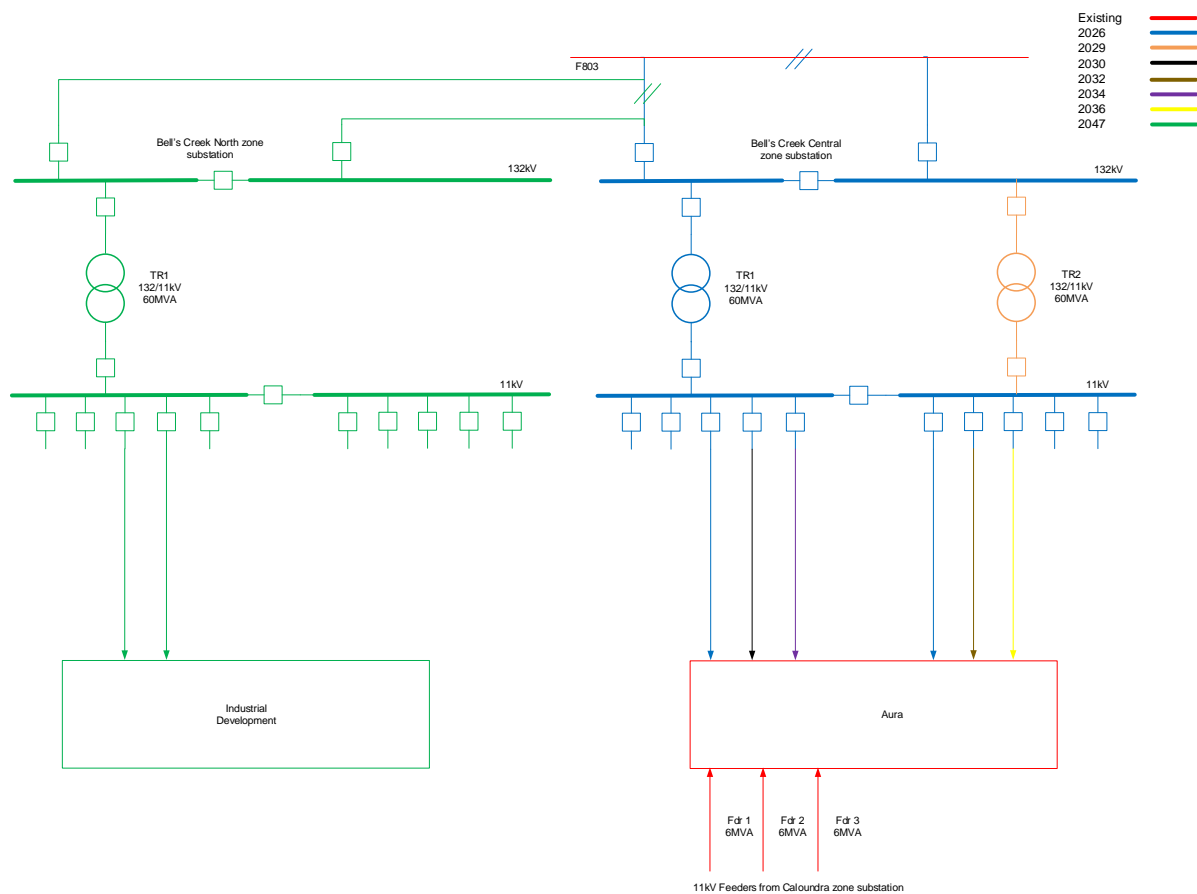 Existing
2026
2029
2030
2032
2034
2036
2047
F803
Bell's Creek North zone
substation
132kV
Bell's Creek Central
zone substation
132kV
TR1
132/11kV
60MVA
TR1
132/11kV
60MVA
TR2
132/11kV
60MVA
11kV
11kV
Industrial
Development
Aura
Fdr 1
6MVA
Fdr 2
6MVA
Fdr 3
6MVA
11kV Feeders from Caloundra zone substation